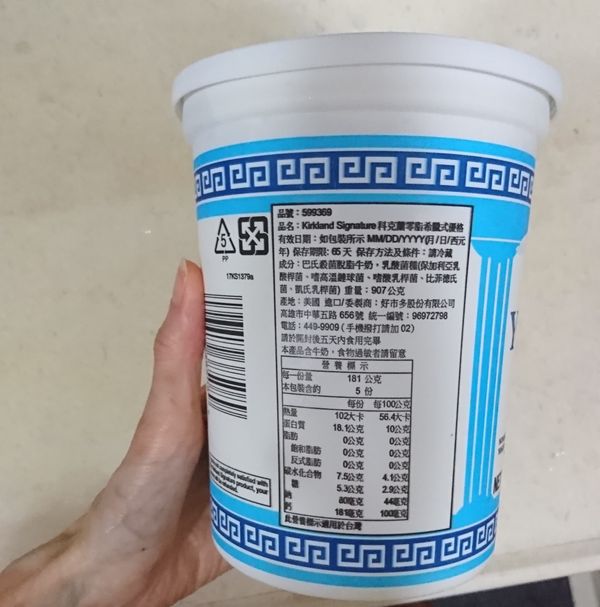 品號：599369
品名：Kirkland Signature 科克蘭零脂希臘式優格
有效日期：如包裝所示 MM/DD/YYYY(月/日/西元
年) 保存期限：65 天 保存方法及條件：請冷藏
成分：巴氏殺菌脫脂牛奶，乳酸菌種(保加利亞乳
酸桿菌、嗜高溫鏈球菌、嗜酸乳桿菌、比菲德氏
菌、凱氏乳桿菌) 重量：907公克
產地：美國 進口/委製商：好市多股份有限公司
高雄市中華五路 656號 統一編號：96972798
電話：449-9909 (手機撥打請加 02)
請於開封後五天內食用完畢
本產品含牛奶，食物過敏者請留意
營養標示
每一份量 181 公克
本包裝含約 5 份
每份 每100公克
熱量 102大卡 56.4大卡
蛋白質 18.1公克 10公克
脂肪 0公克 0公克
飽和脂肪 0公克 0公克
反式脂肪 0公克 0公克
碳水化合物 7.5公克 4.1公克
糖 5.3公克 2.9公克
鈉 80毫克 44毫克
鈣 181毫克 100毫克
此營養標示適用於台灣
5
PP
17KS1379a
completely satisfied with
Signature product, your
Y
NE